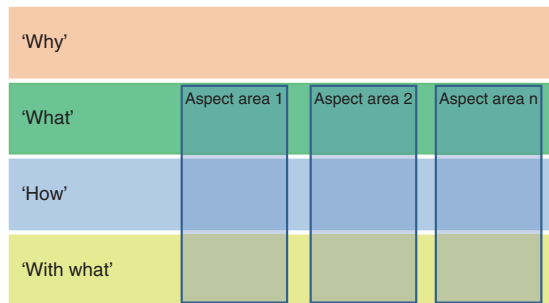 ‘Why’
‘What’
Aspect area 1
Aspect area 2
Aspect area n
‘How’
‘With what’